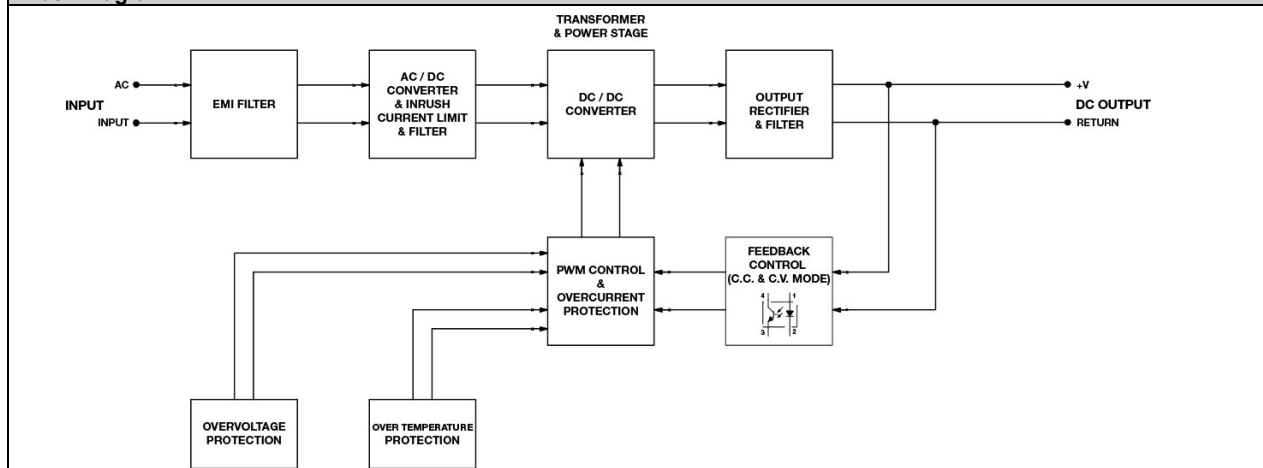 TRANSFORMER
& POWER STAGE
AC
INPUT
INPUT
EMI FILTER
AC / DC
CONVERTER
& INRUSH
CURRENT LIMIT
& FILTER
DC / DC
CONVERTER
OUTPUT
RECTIFIER
& FILTER
+V
DC OUTPUT
RETURN
PWM CONTROL
&
OVERCURRENT
PROTECTION
FEEDBACK
CONTROL
(C.C. & C.V. MODE)
4 1
3 2
OVERVOLTAGE
PROTECTION
OVER TEMPERATURE
PROTECTION